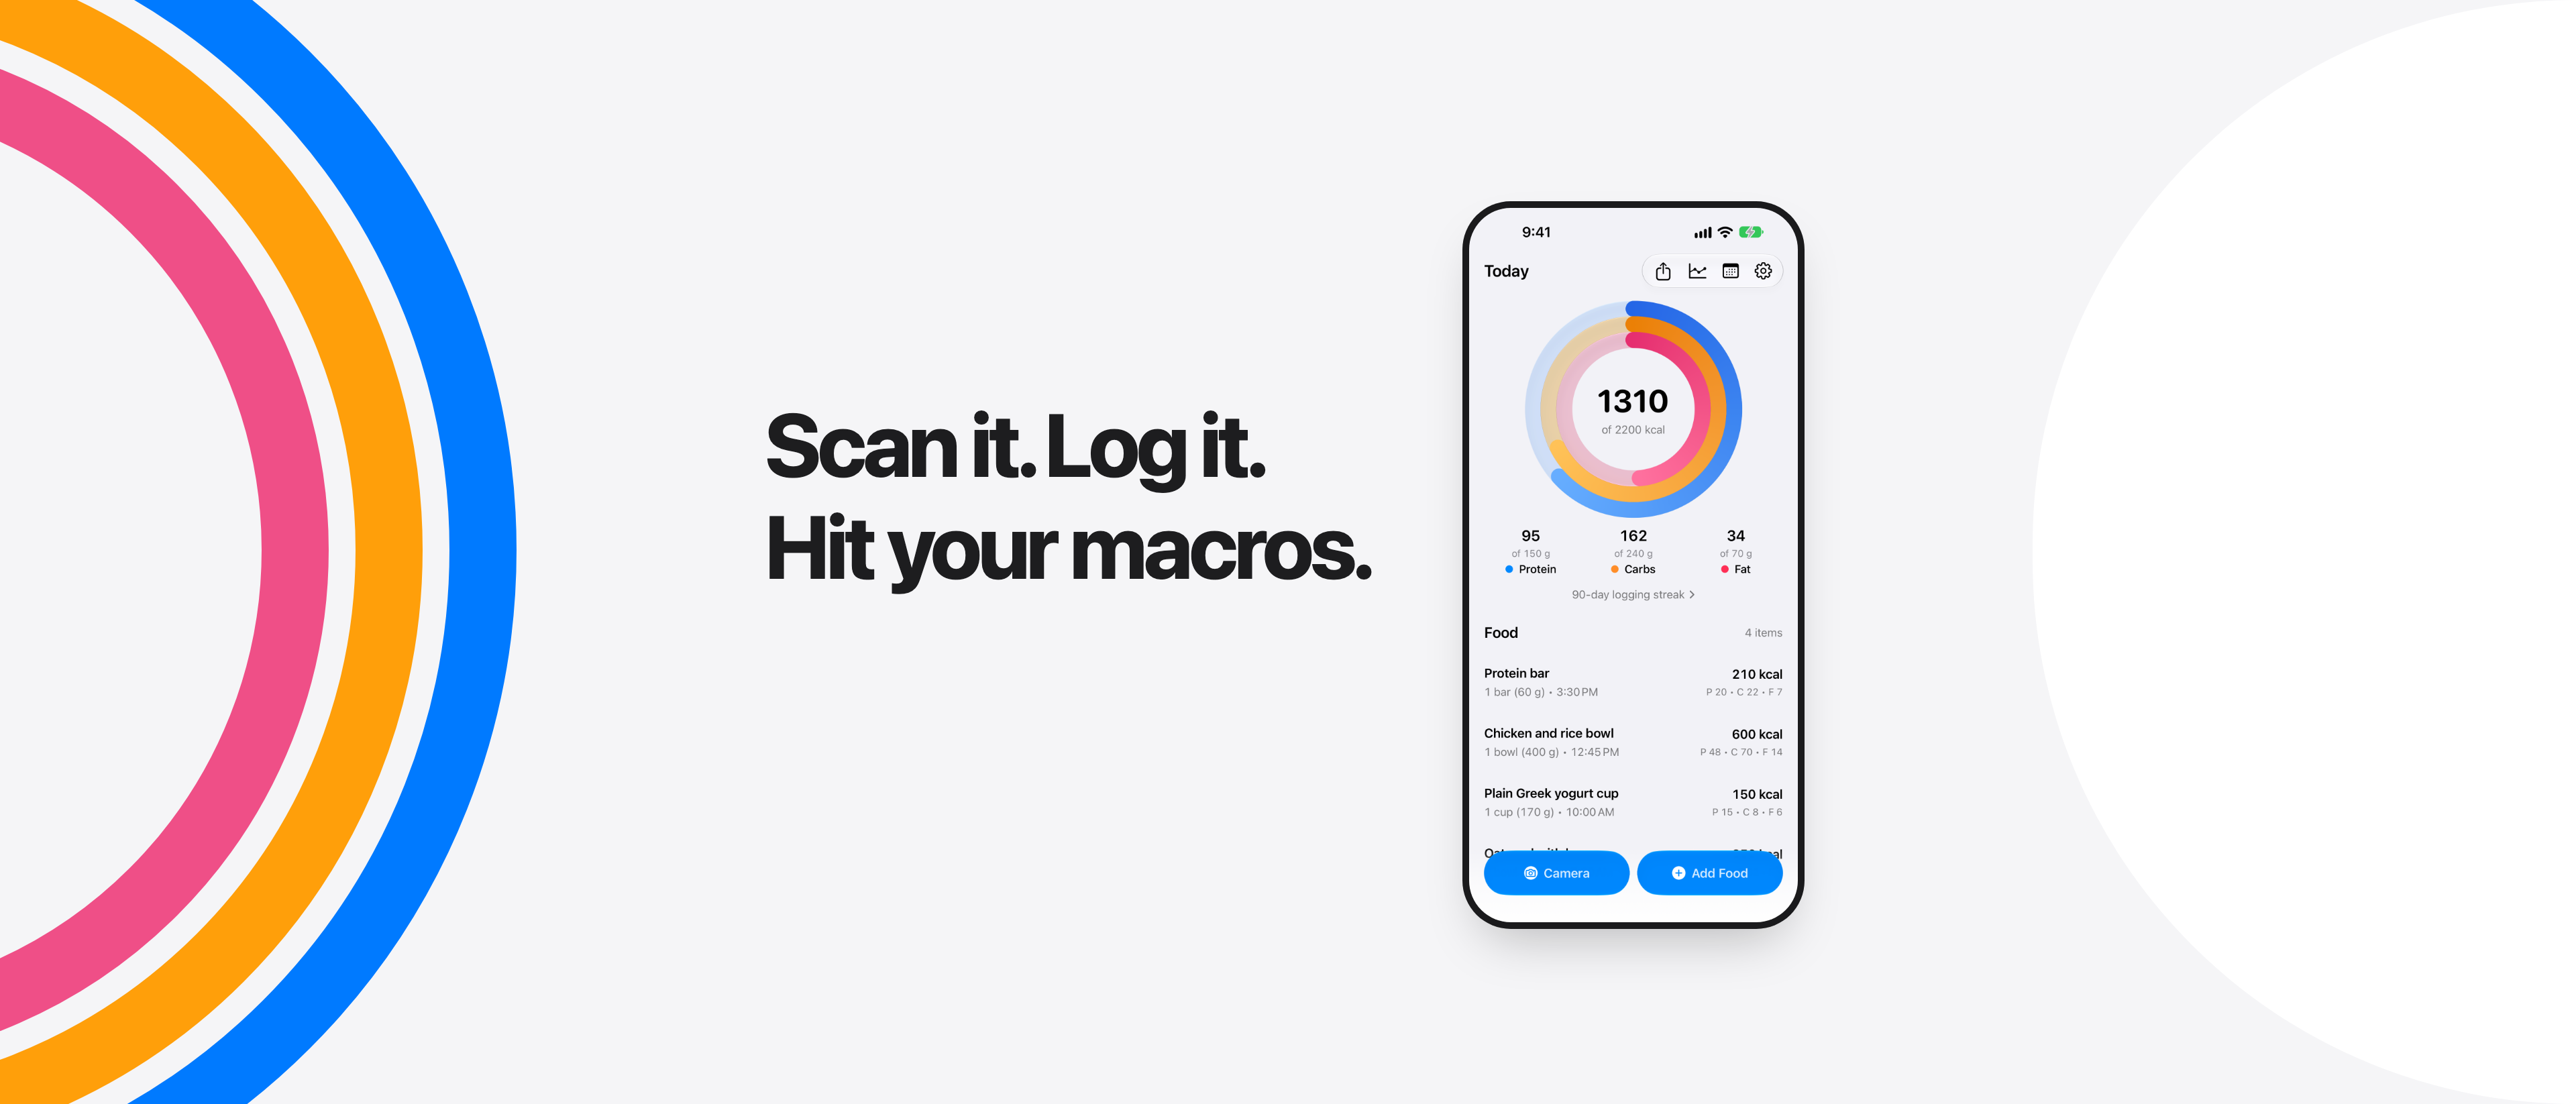 Scan it. Log it.
Hit your macros.
9:41
Today
1310
of 2200 kcal
95 162 34
of 150 g of 240 g of 70 g
Protein Carbs Fat
90-day logging streak
Food 4 items
Protein bar 210 kcal
1 bar (60 g) • 3:30 PM P 20 • C 22 • F 7
Chicken and rice bowl 600 kcal
1 bowl (400 g) • 12:45 PM P 48 • C 70 • F 14
Plain Greek yogurt cup 150 kcal
1 cup (170 g) • 10:00 AM P 15 • C 8 • F 6
Camera Add Food